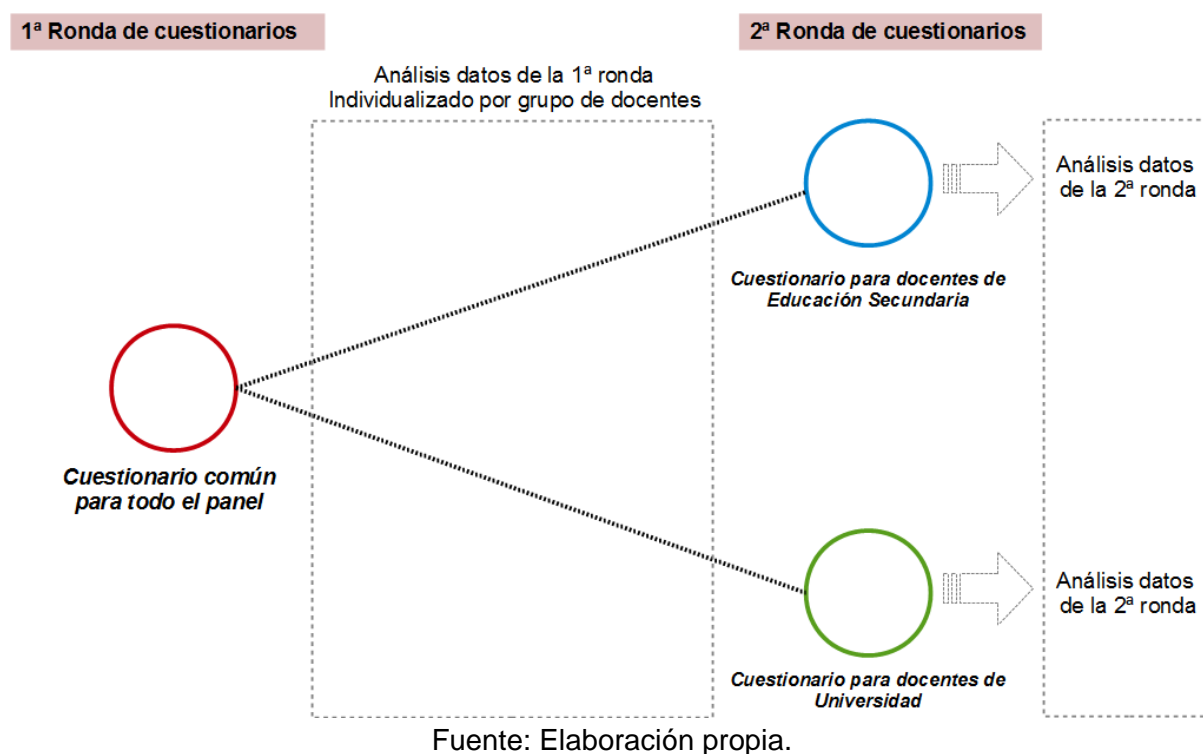 1ª Ronda de cuestionarios
2ª Ronda de cuestionarios
Análisis datos de la 1ª ronda
Individualizado por grupo de docentes
Análisis datos
de la 2ª ronda
Cuestionario para docentes de
Educación Secundaria
Cuestionario común
para todo el panel
Análisis datos
de la 2ª ronda
Cuestionario para docentes de
Universidad
Fuente: Elaboración propia.